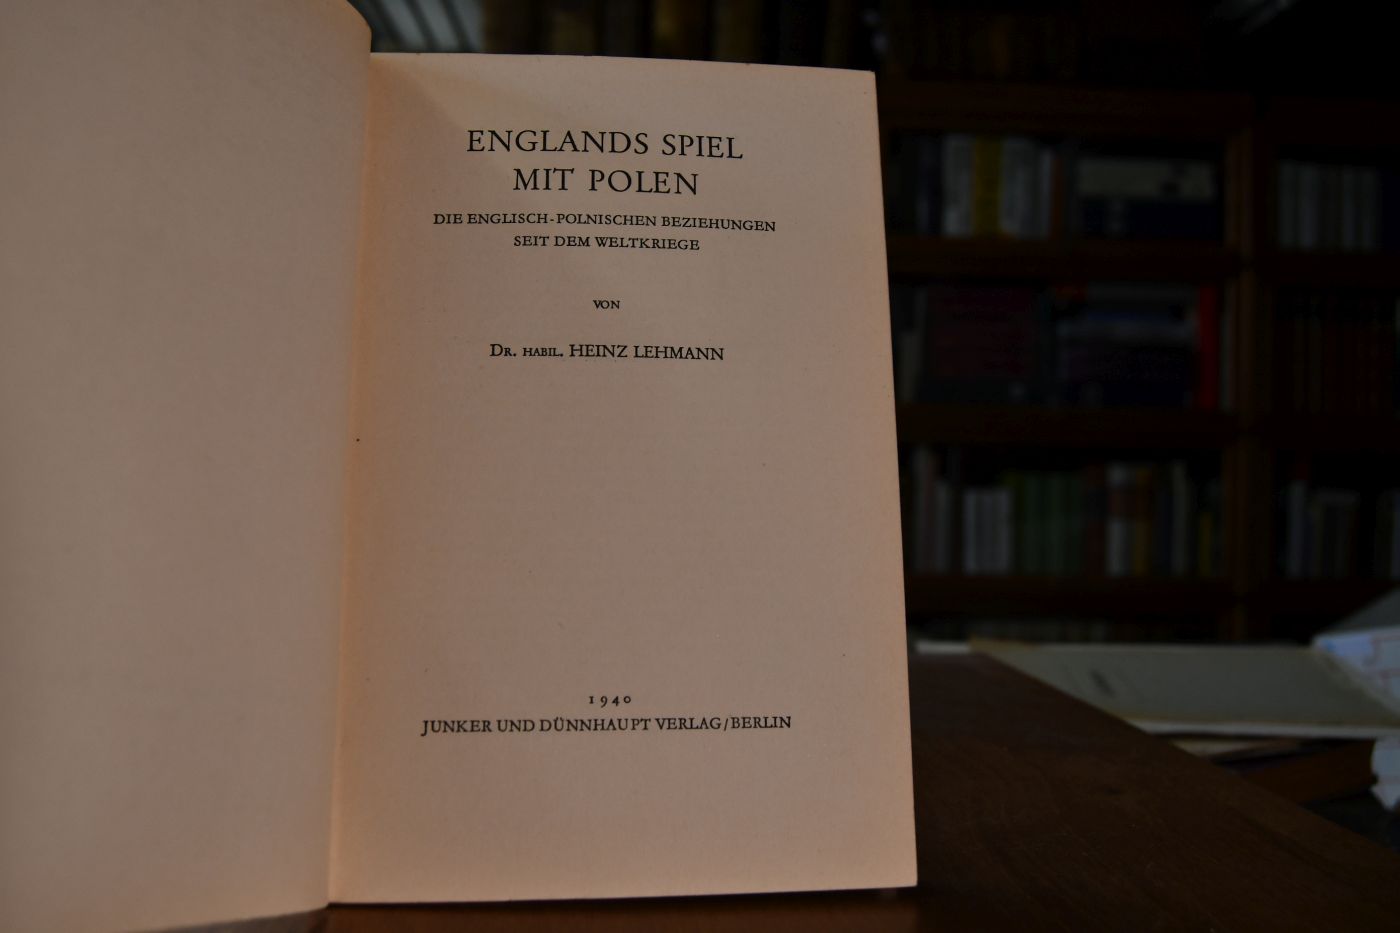 ENGLANDS SPIEL
MIT POLEN
DIE ENGLISCH-POLNISCHEN BEZIEHUNGEN
SEIT DEM WELTKRIEGE
VON
DR. HABIL. HEINZ LEHMANN
1940
JUNKER UND DÜNNHAUPT VERLAG/BERLIN